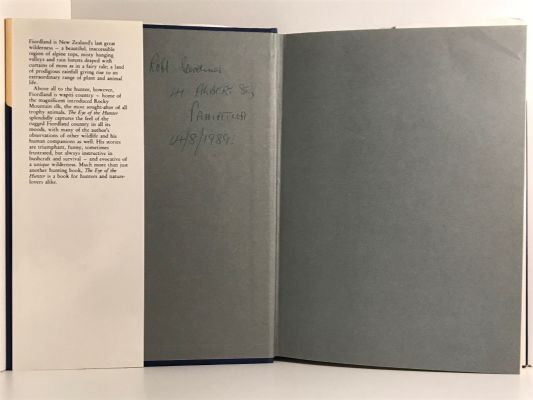 Fiordland is New Zealand's last great
wilderness – a beautiful, inaccessible
region of alpine tops, misty hanging
valleys and rain forests draped with
curtains of moss as in a fairy tale; a land
of prodigious rainfall giving rise to an
extraordinary range of plant and animal
life.
Above all to the hunter, however,
Fiordland is wapiti country – home of
the magnificent introduced Rocky
Mountain elk, the most sought-after of all
trophy animals. The Eye of the Hunter
splendidly captures the feel of the
rugged Fiordland country in all its
moods, with many of the author's
observations of other wildlife and his
human companions as well. His stories
are triumphant, funny, sometimes
frustrated, but always instructive in
bushcraft and survival – and evocative of
a unique wilderness. Much more than just
another hunting book, The Eye of the
Hunter is a book for hunters and nature-
lovers alike.
Albert St
Pahiatua
14/8/1989.